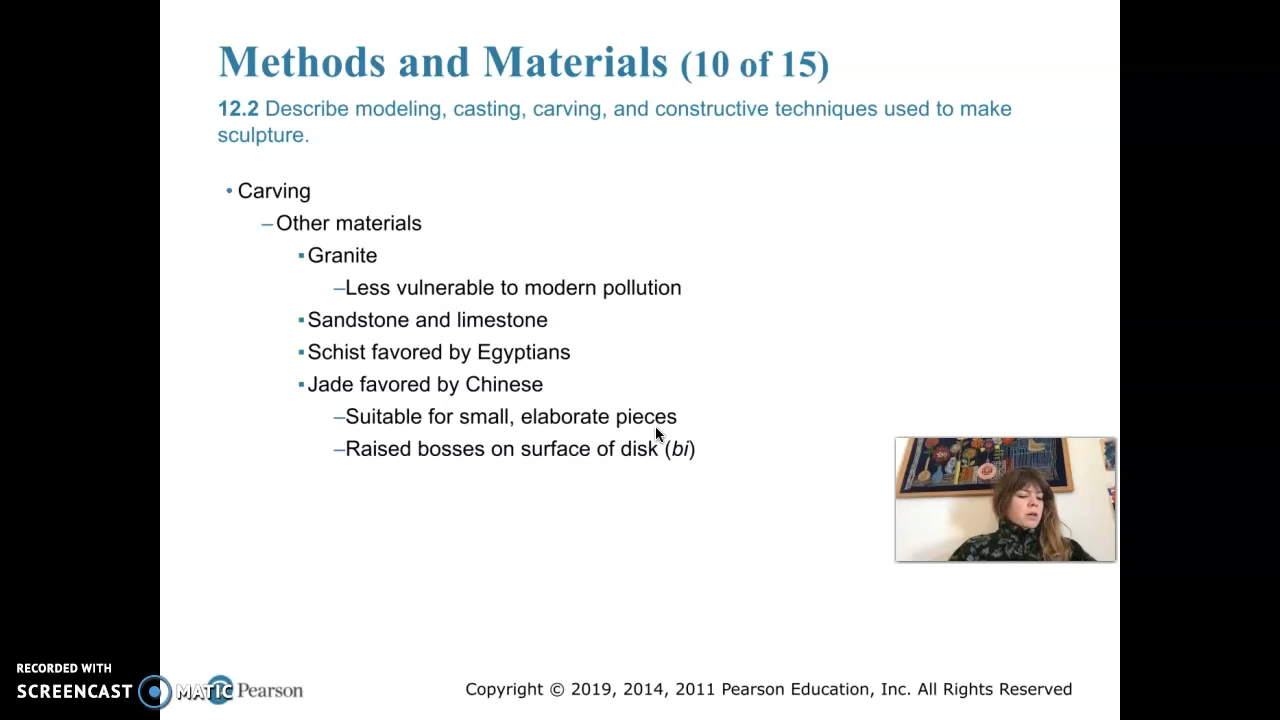 Methods and Materials (10 of 15)
12.2 Describe modeling, casting, carving, and constructive techniques used to make
sculpture.
• Carving
–Other materials
▪Granite
–Less vulnerable to modern pollution
▪Sandstone and limestone
▪Schist favored by Egyptians
▪Jade favored by Chinese
–Suitable for small, elaborate pieces
–Raised bosses on surface of disk (bi)
RECORDED WITH
SCREENCAST MATIC
Pearson
Copyright © 2019, 2014, 2011 Pearson Education, Inc. All Rights Reserved